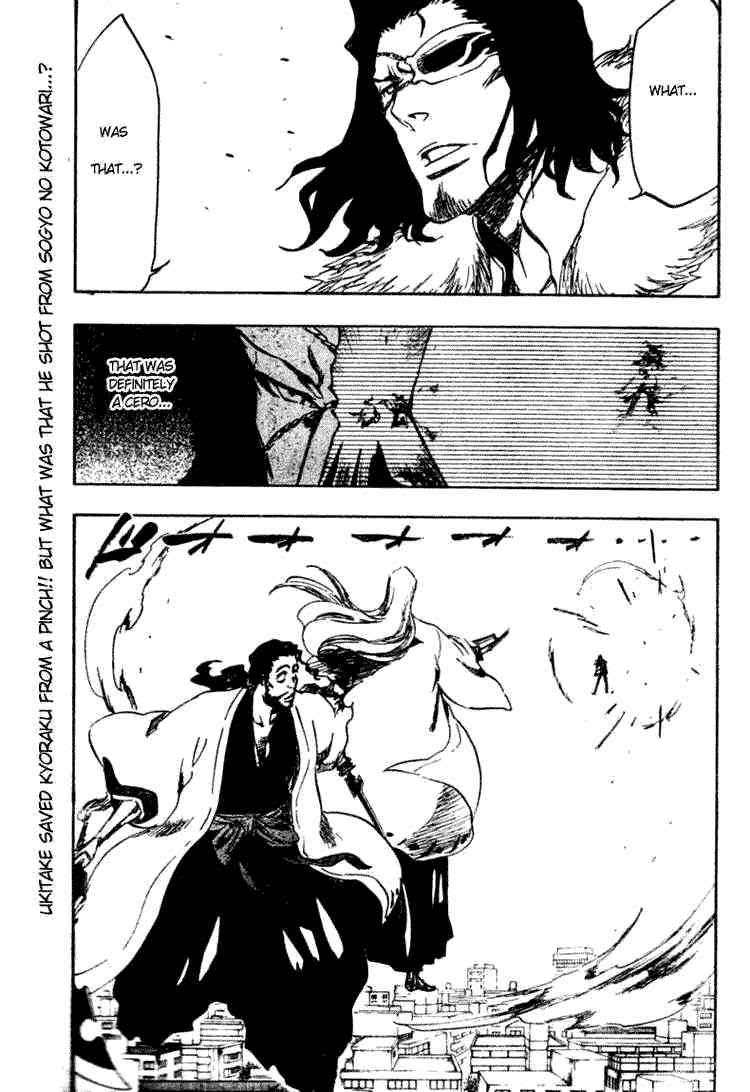 WHAT...
WAS
THAT...?
THAT WAS
DEFINITELY
A CERO...
UKITAKE SAVED KYORAKU FROM A PINCH!! BUT WHAT WAS THAT HE SHOT FROM SOGYO NO KOTOWARI...?